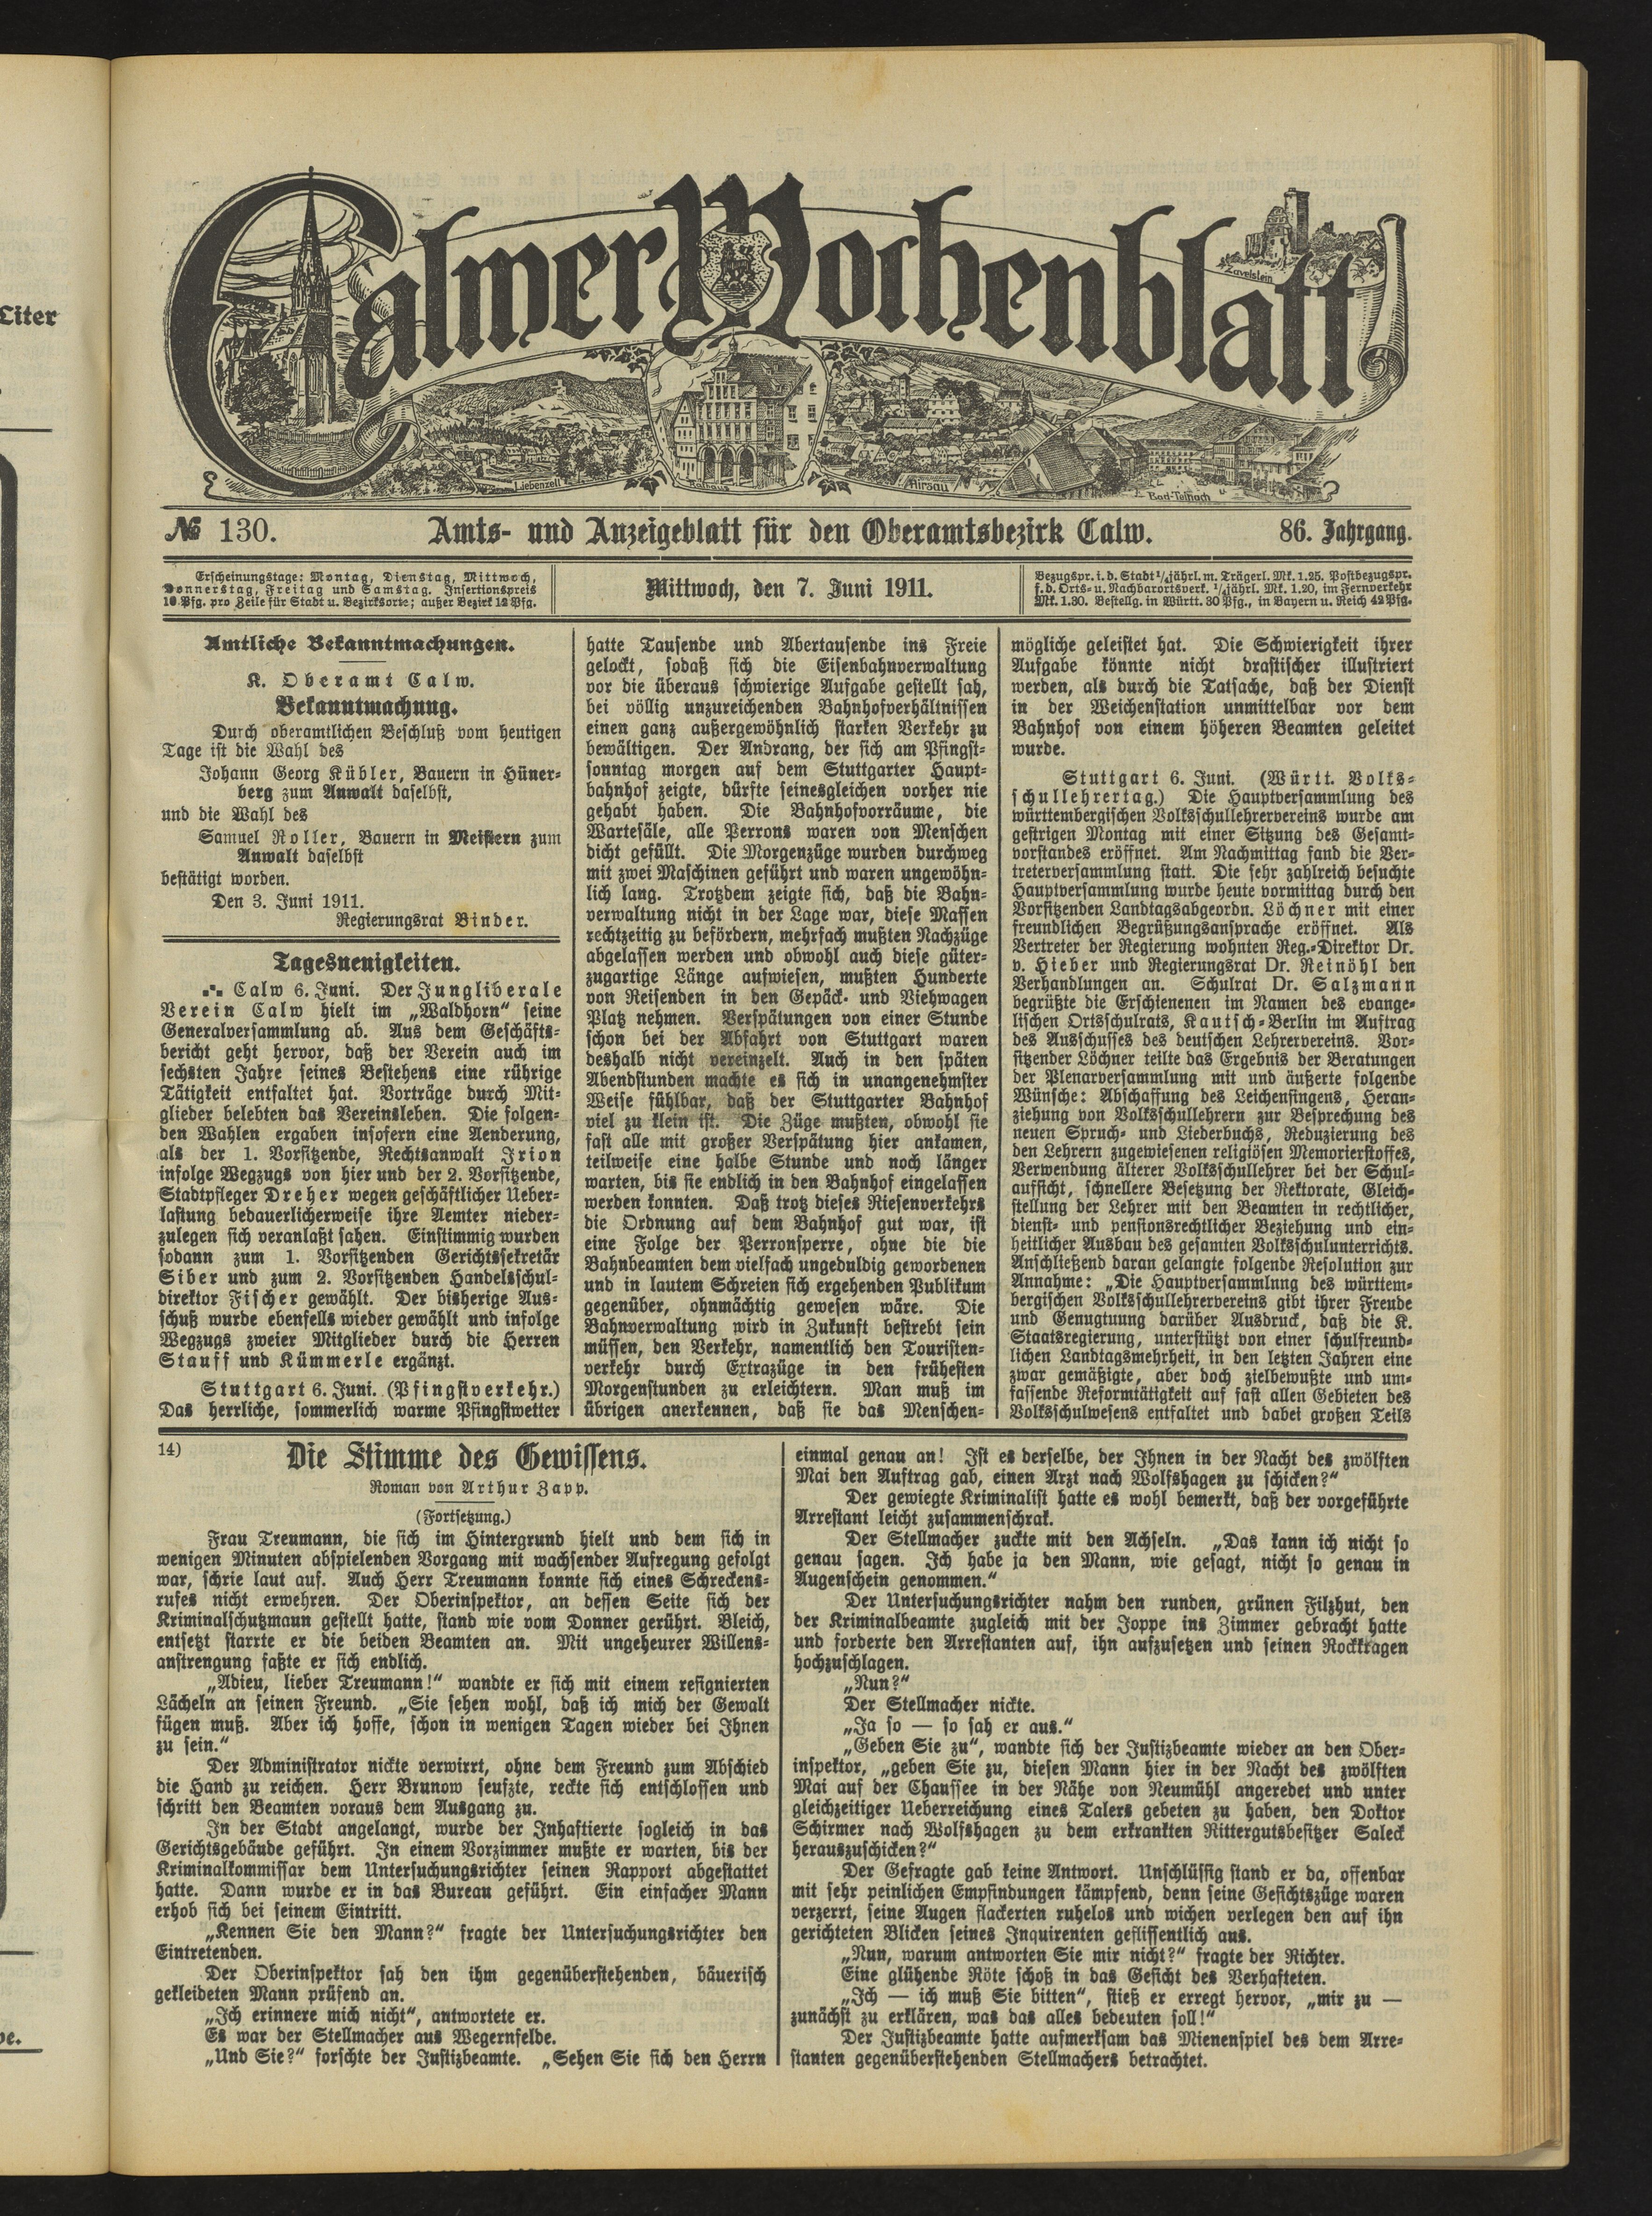 Calwer Wochenblatt
Zavelstein
Liebenzell
Rathaus
Hirsau
Bad-Teinach
№ 130.
Amts- und Anzeigeblatt für den Oberamtsbezirk Calw.
86. Jahrgang.
Erscheinungstage: Montag, Dienstag, Mittwoch,
Donnerstag, Freitag und Samstag. Insertionspreis
10 Pfg. pro Zeile für Stadt u. Bezirksorte; außer Bezirk 12 Pfg.
Mittwoch, den 7. Juni 1911.
Bezugspr. i. d. Stadt ¼jährl. m. Trägerl. Mk. 1.25. Postbezugspr.
f. d. Orts- u. Nachbarortsverk. ¼jährl. Mk. 1.20, im Fernverkehr
Mk. 1.30. Bestellg. in Württ. 30 Pfg., in Bayern u. Reich 42 Pfg.
Amtliche Bekanntmachungen.
K. Oberamt Calw.
Bekanntmachung.
Durch oberamtlichen Beschluß vom heutigen
Tage ist die Wahl des
Johann Georg Kübler, Bauern in Hüner-
berg zum Anwalt daselbst,
und die Wahl des
Samuel Roller, Bauern in Meistern zum
Anwalt daselbst
bestätigt worden.
Den 3. Juni 1911.
Regierungsrat Binder.
Tagesneuigkeiten.
Calw 6. Juni. Der Jungliberale
Verein Calw hielt im „Waldhorn“ seine
Generalversammlung ab. Aus dem Geschäfts-
bericht geht hervor, daß der Verein auch im
sechsten Jahre seines Bestehens eine rührige
Tätigkeit entfaltet hat. Vorträge durch Mit-
glieder belebten das Vereinsleben. Die folgen-
den Wahlen ergaben insofern eine Aenderung,
als der 1. Vorsitzende, Rechtsanwalt Irion
infolge Wegzugs von hier und der 2. Vorsitzende,
Stadtpfleger Dreher wegen geschäftlicher Ueber-
lastung bedauerlicherweise ihre Aemter nieder-
zulegen sich veranlaßt sahen. Einstimmig wurden
sodann zum 1. Vorsitzenden Gerichtssekretär
Siber und zum 2. Vorsitzenden Handelsschul-
direktor Fischer gewählt. Der bisherige Aus-
schuß wurde ebenfalls wieder gewählt und infolge
Wegzugs zweier Mitglieder durch die Herren
Stauff und Kümmerle ergänzt.
Stuttgart 6. Juni. (Pfingstverkehr.)
Das herrliche, sommerlich warme Pfingstwetter
hatte Tausende und Abertausende ins Freie
gelockt, sodaß sich die Eisenbahnverwaltung
vor die überaus schwierige Aufgabe gestellt sah,
bei völlig unzureichenden Bahnhofverhältnissen
einen ganz außergewöhnlich starken Verkehr zu
bewältigen. Der Andrang, der sich am Pfingst-
sonntag morgen auf dem Stuttgarter Haupt-
bahnhof zeigte, dürfte seinesgleichen vorher nie
gehabt haben. Die Bahnhofvorräume, die
Wartesäle, alle Perrons waren von Menschen
dicht gefüllt. Die Morgenzüge wurden durchweg
mit zwei Maschinen geführt und waren ungewöhn-
lich lang. Trotzdem zeigte sich, daß die Bahn-
verwaltung nicht in der Lage war, diese Massen
rechtzeitig zu befördern, mehrfach mußten Nachzüge
abgelassen werden und obwohl auch diese güter-
zugartige Länge aufwiesen, mußten Hunderte
von Reisenden in den Gepäck- und Viehwagen
Platz nehmen. Verspätungen von einer Stunde
schon bei der Abfahrt von Stuttgart waren
deshalb nicht vereinzelt. Auch in den späten
Abendstunden machte es sich in unangenehmster
Weise fühlbar, daß der Stuttgarter Bahnhof
viel zu klein ist. Die Züge mußten, obwohl sie
fast alle mit großer Verspätung hier ankamen,
teilweise eine halbe Stunde und noch länger
warten, bis sie endlich in den Bahnhof eingelassen
werden konnten. Daß trotz dieses Riesenverkehrs
die Ordnung auf dem Bahnhof gut war, ist
eine Folge der Perronsperre, ohne die die
Bahnbeamten dem vielfach ungeduldig gewordenen
und in lautem Schreien sich ergehenden Publikum
gegenüber, ohnmächtig gewesen wäre. Die
Bahnverwaltung wird in Zukunft bestrebt sein
müssen, den Verkehr, namentlich den Touristen-
verkehr durch Extrazüge in den frühesten
Morgenstunden zu erleichtern. Man muß im
übrigen anerkennen, daß sie das Menschen-
mögliche geleistet hat. Die Schwierigkeit ihrer
Aufgabe könnte nicht drastischer illustriert
werden, als durch die Tatsache, daß der Dienst
in der Weichenstation unmittelbar vor dem
Bahnhof von einem höheren Beamten geleitet
wurde.
Stuttgart 6. Juni. (Württ. Volks-
schullehrertag.) Die Hauptversammlung des
württembergischen Volksschullehrervereins wurde am
gestrigen Montag mit einer Sitzung des Gesamt-
vorstandes eröffnet. Am Nachmittag fand die Ver-
treterversammlung statt. Die sehr zahlreich besuchte
Hauptversammlung wurde heute vormittag durch den
Vorsitzenden Landtagsabgeordn. Löchner mit einer
freundlichen Begrüßungsansprache eröffnet. Als
Vertreter der Regierung wohnten Reg.-Direktor Dr.
v. Hieber und Regierungsrat Dr. Reinöhl den
Verhandlungen an. Schulrat Dr. Salzmann
begrüßte die Erschienenen im Namen des evange-
lischen Ortsschulrats, Kautsch-Berlin im Auftrag
des Ausschusses des deutschen Lehrervereins. Vor-
sitzender Löchner teilte das Ergebnis der Beratungen
der Plenarversammlung mit und äußerte folgende
Wünsche: Abschaffung des Leichensingens, Heran-
ziehung von Volksschullehrern zur Besprechung des
neuen Spruch- und Liederbuchs, Reduzierung des
den Lehrern zugewiesenen religiösen Memorierstoffes,
Verwendung älterer Volksschullehrer bei der Schul-
aufsicht, schnellere Besetzung der Rektorate, Gleich-
stellung der Lehrer mit den Beamten in rechtlicher,
dienst- und pensionsrechtlicher Beziehung und ein-
heitlicher Ausbau des gesamten Volksschulunterrichts.
Anschließend daran gelangte folgende Resolution zur
Annahme: „Die Hauptversammlung des württem-
bergischen Volksschullehrervereins gibt ihrer Freude
und Genugtuung darüber Ausdruck, daß die K.
Staatsregierung, unterstützt von einer schulfreund-
lichen Landtagsmehrheit, in den letzten Jahren eine
zwar gemäßigte, aber doch zielbewußte und um-
fassende Reformtätigkeit auf fast allen Gebieten des
Volksschulwesens entfaltet und dabei großen Teils
14)
Die Stimme des Gewissens.
Roman von Arthur Zapp.
(Fortsetzung.)
Frau Treumann, die sich im Hintergrund hielt und dem sich in
wenigen Minuten abspielenden Vorgang mit wachsender Aufregung gefolgt
war, schrie laut auf. Auch Herr Treumann konnte sich eines Schreckens-
rufes nicht erwehren. Der Oberinspektor, an dessen Seite sich der
Kriminalschutzmann gestellt hatte, stand wie vom Donner gerührt. Bleich,
entsetzt starrte er die beiden Beamten an. Mit ungeheurer Willens-
anstrengung faßte er sich endlich.
„Adieu, lieber Treumann!“ wandte er sich mit einem resignierten
Lächeln an seinen Freund. „Sie sehen wohl, daß ich mich der Gewalt
fügen muß. Aber ich hoffe, schon in wenigen Tagen wieder bei Ihnen
zu sein.“
Der Administrator nickte verwirrt, ohne dem Freund zum Abschied
die Hand zu reichen. Herr Brunow seufzte, reckte sich entschlossen und
schritt den Beamten voraus dem Ausgang zu.
In der Stadt angelangt, wurde der Inhaftierte sogleich in das
Gerichtsgebäude geführt. In einem Vorzimmer mußte er warten, bis der
Kriminalkommissar dem Untersuchungsrichter seinen Rapport abgestattet
hatte. Dann wurde er in das Bureau geführt. Ein einfacher Mann
erhob sich bei seinem Eintritt.
„Kennen Sie den Mann?“ fragte der Untersuchungsrichter den
Eintretenden.
Der Oberinspektor sah den ihm gegenüberstehenden, bäuerisch
gekleideten Mann prüfend an.
„Ich erinnere mich nicht“, antwortete er.
Es war der Stellmacher aus Wegernfelde.
„Und Sie?“ forschte der Justizbeamte. „Sehen Sie sich den Herrn
einmal genau an! Ist es derselbe, der Ihnen in der Nacht des zwölften
Mai den Auftrag gab, einen Arzt nach Wolfshagen zu schicken?“
Der gewiegte Kriminalist hatte es wohl bemerkt, daß der vorgeführte
Arrestant leicht zusammenschrak.
Der Stellmacher zuckte mit den Achseln. „Das kann ich nicht so
genau sagen. Ich habe ja den Mann, wie gesagt, nicht so genau in
Augenschein genommen.“
Der Untersuchungsrichter nahm den runden, grünen Filzhut, den
der Kriminalbeamte zugleich mit der Joppe ins Zimmer gebracht hatte
und forderte den Arrestanten auf, ihn aufzusetzen und seinen Rockkragen
hochzuschlagen.
„Nun?“
Der Stellmacher nickte.
„Ja so — so sah er aus.“
„Geben Sie zu“, wandte sich der Justizbeamte wieder an den Ober-
inspektor, „geben Sie zu, diesen Mann hier in der Nacht des zwölften
Mai auf der Chaussee in der Nähe von Neumühl angeredet und unter
gleichzeitiger Ueberreichung eines Talers gebeten zu haben, den Doktor
Schirmer nach Wolfshagen zu dem erkrankten Rittergutsbesitzer Saleck
herauszuschicken?“
Der Gefragte gab keine Antwort. Unschlüssig stand er da, offenbar
mit sehr peinlichen Empfindungen kämpfend, denn seine Gesichtszüge waren
verzerrt, seine Augen flackerten ruhelos und wichen verlegen den auf ihn
gerichteten Blicken seines Inquirenten geflissentlich aus.
„Nun, warum antworten Sie mir nicht?“ fragte der Richter.
Eine glühende Röte schoß in das Gesicht des Verhafteten.
„Ich — ich muß Sie bitten“, stieß er erregt hervor, „mir zu —
zunächst zu erklären, was das alles bedeuten soll!“
Der Justizbeamte hatte aufmerksam das Mienenspiel des dem Arre-
stanten gegenüberstehenden Stellmachers betrachtet.
Liter